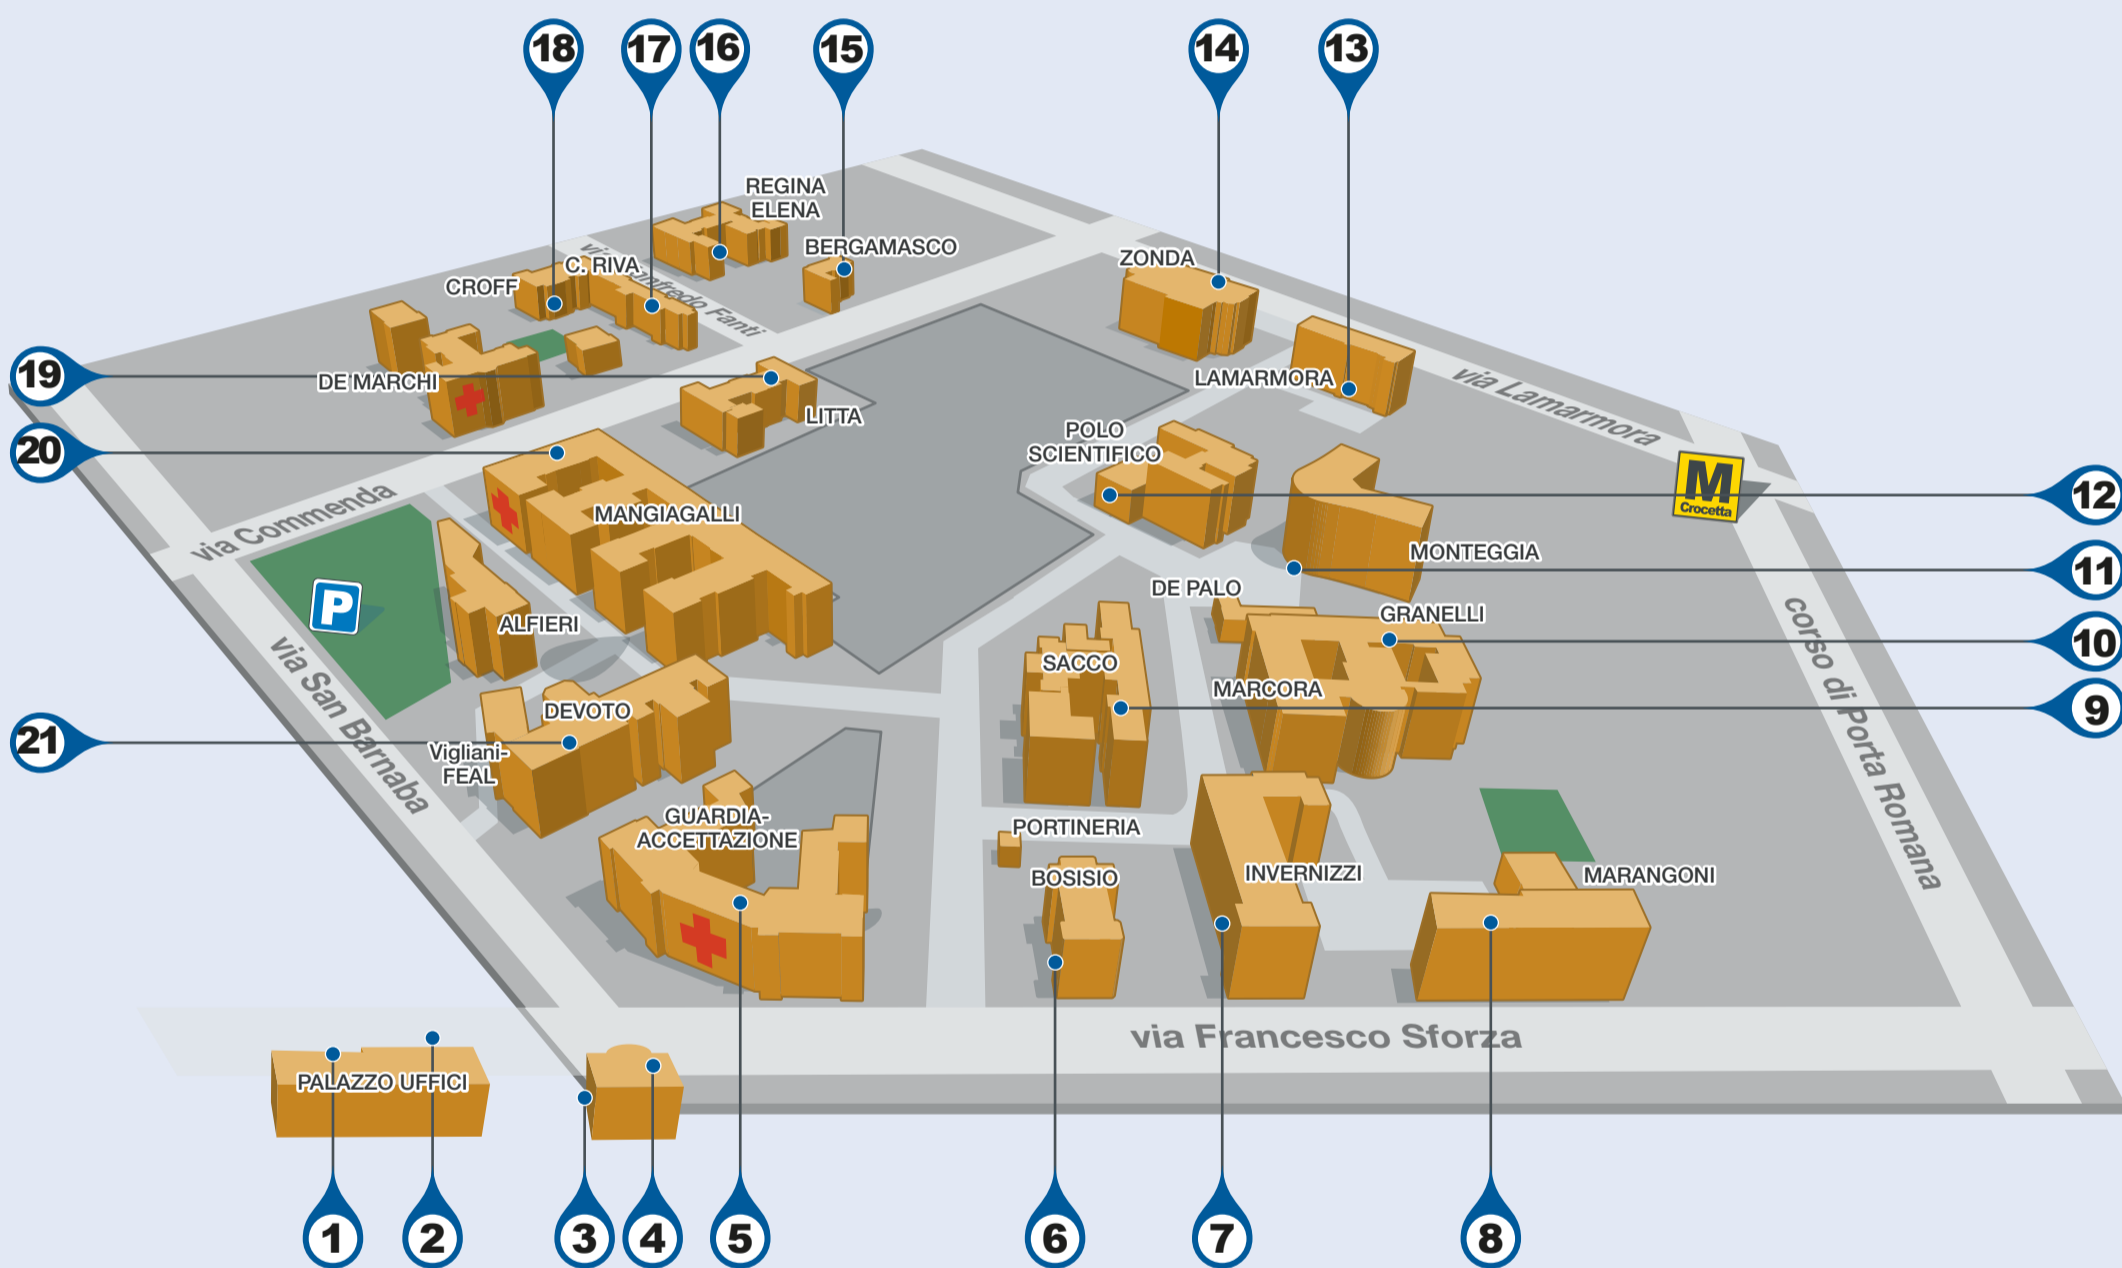 18
17
16
15
14
13
REGINA
ELENA
BERGAMASCO
ZONDA
C. RIVA
CROFF
19
DE MARCHI
LITTA
LAMARMORA
via Lamarmora
20
POLO
SCIENTIFICO
M
Crocetta
12
via Commenda
MANGIAGALLI
MONTEGGIA
11
P
ALFIERI
DE PALO
GRANELLI
10
via San Barnaba
SACCO
MARCORA
corso di Porta Romana
9
21
DEVOTO
Vigliani-
FEAL
GUARDIA-
ACCETTAZIONE
PORTINERIA
BOSISIO
INVERNIZZI
MARANGONI
via Francesco Sforza
PALAZZO UFFICI
1
2
3
4
5
6
7
8